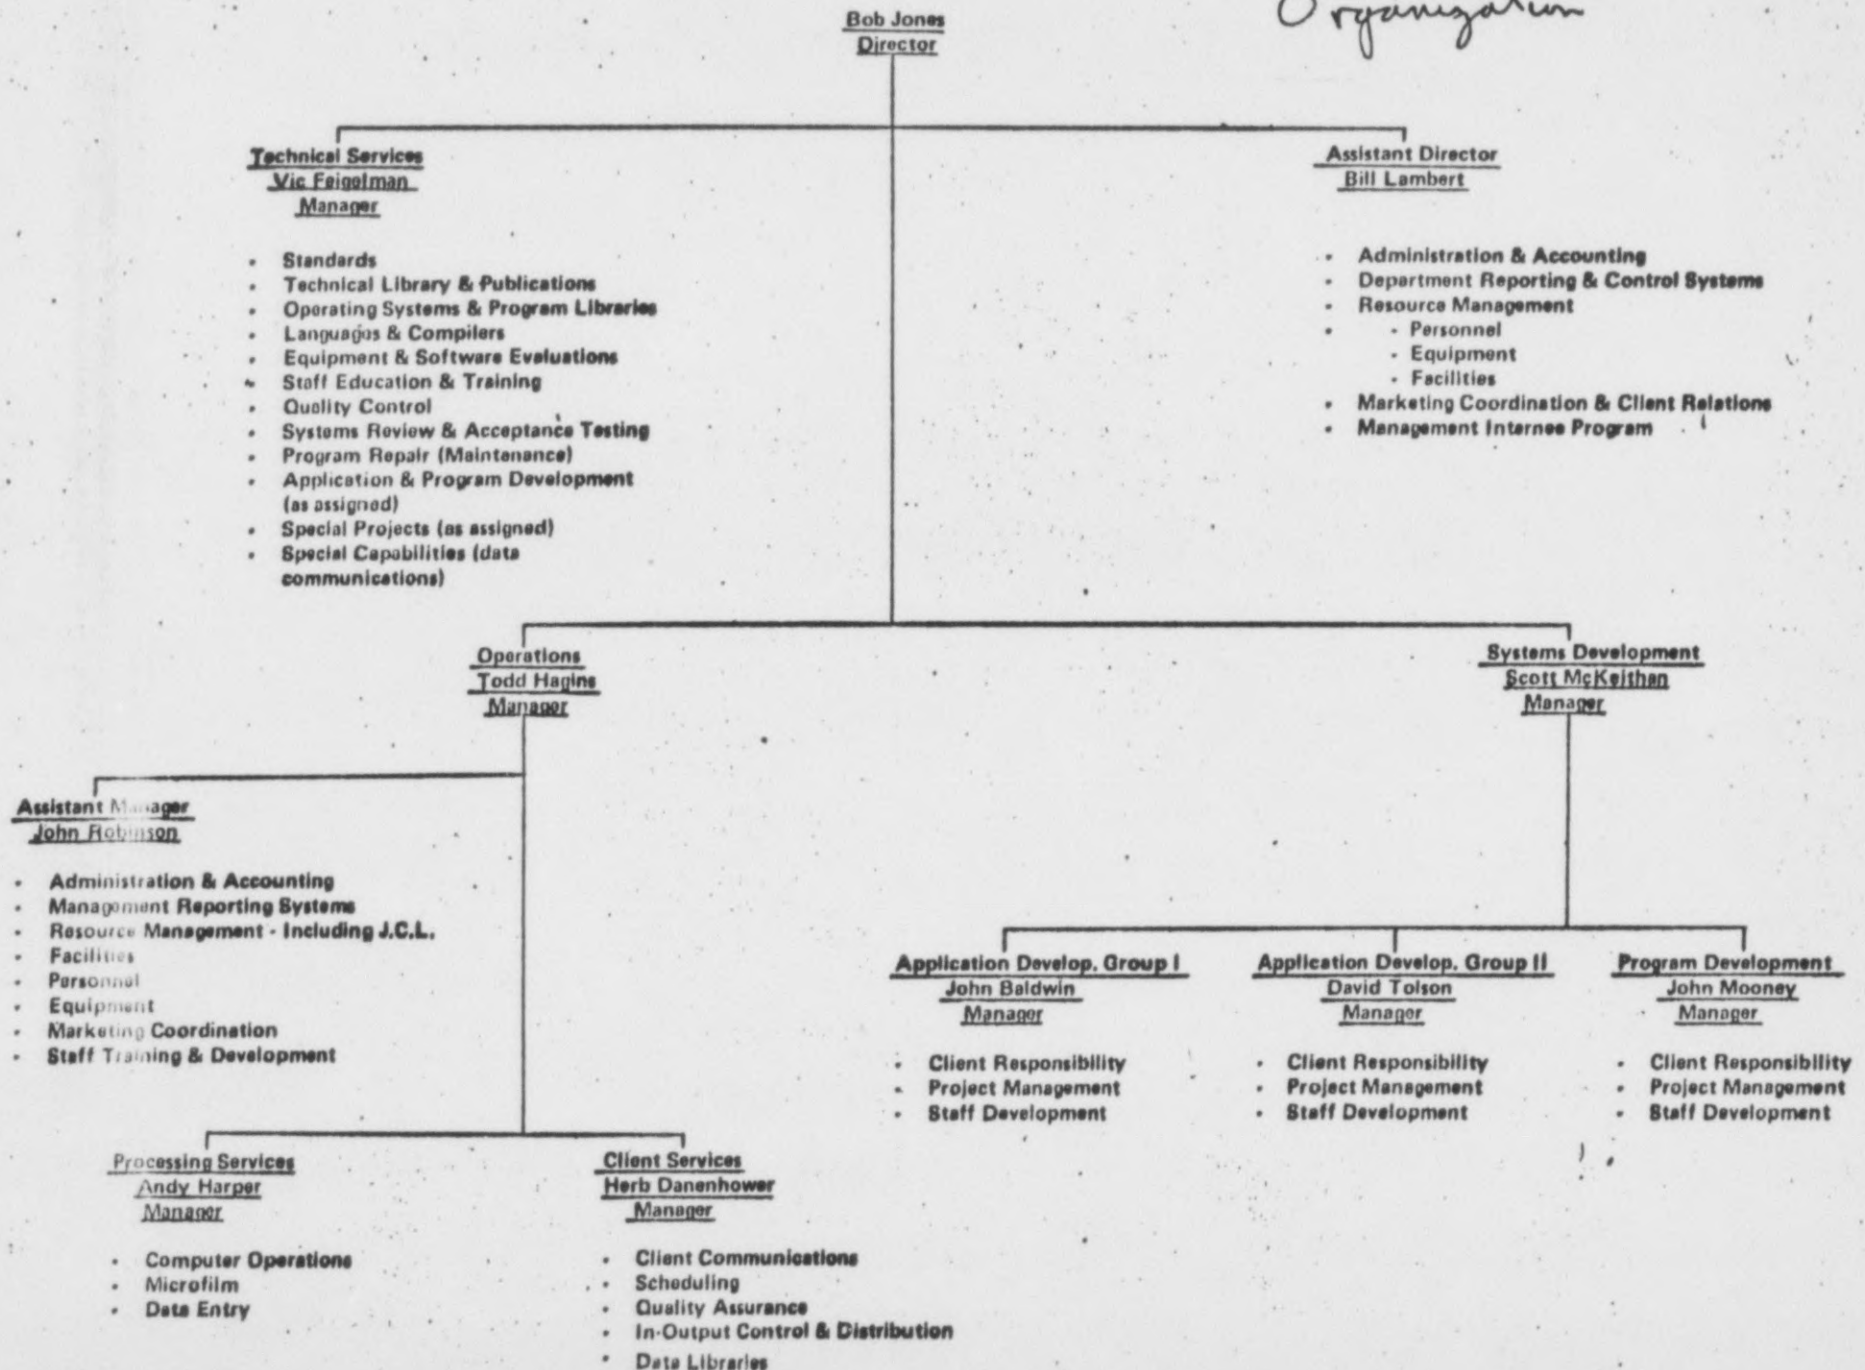 Organization
Bob Jones
Director
Technical Services
Vic Feigelman
Manager
• Standards
• Technical Library & Publications
• Operating Systems & Program Libraries
• Languages & Compilers
• Equipment & Software Evaluations
• Staff Education & Training
• Quality Control
• Systems Review & Acceptance Testing
• Program Repair (Maintenance)
• Application & Program Development
(as assigned)
• Special Projects (as assigned)
• Special Capabilities (data
communications)
Assistant Director
Bill Lambert
• Administration & Accounting
• Department Reporting & Control Systems
• Resource Management
• - Personnel
- Equipment
- Facilities
• Marketing Coordination & Client Relations
• Management Internee Program
Operations
Todd Hagins
Manager
Systems Development
Scott McKeithan
Manager
Assistant Manager
John Robinson
• Administration & Accounting
• Management Reporting Systems
• Resource Management - Including J.C.L.
• Facilities
• Personnel
• Equipment
• Marketing Coordination
• Staff Training & Development
Application Develop. Group I
John Baldwin
Manager
• Client Responsibility
• Project Management
• Staff Development
Application Develop. Group II
David Tolson
Manager
• Client Responsibility
• Project Management
• Staff Development
Program Development
John Mooney
Manager
• Client Responsibility
• Project Management
• Staff Development
Processing Services
Andy Harper
Manager
• Computer Operations
• Microfilm
• Data Entry
Client Services
Herb Danenhower
Manager
• Client Communications
• Scheduling
• Quality Assurance
• In-Output Control & Distribution
• Data Libraries